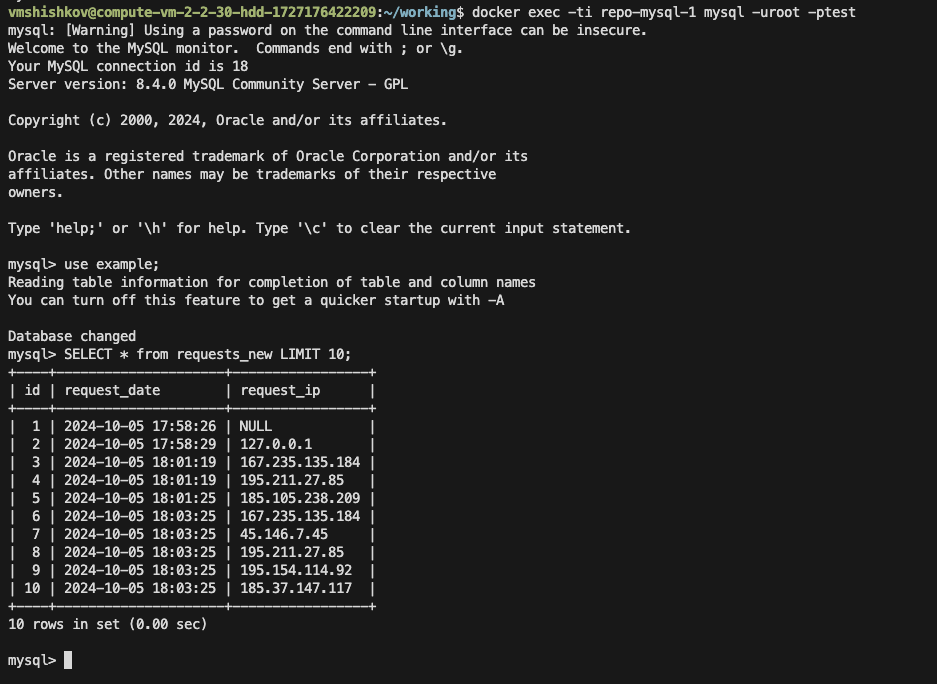 vmshishkov@compute-vm-2-2-30-hdd-1727176422209:~/working$ docker exec -ti repo-mysql-1 mysql -uroot -ptest
mysql: [Warning] Using a password on the command line interface can be insecure.
Welcome to the MySQL monitor.  Commands end with ; or \g.
Your MySQL connection id is 18
Server version: 8.4.0 MySQL Community Server - GPL

Copyright (c) 2000, 2024, Oracle and/or its affiliates.

Oracle is a registered trademark of Oracle Corporation and/or its
affiliates. Other names may be trademarks of their respective
owners.

Type 'help;' or '\h' for help. Type '\c' to clear the current input statement.

mysql> use example;
Reading table information for completion of table and column names
You can turn off this feature to get a quicker startup with -A

Database changed
mysql> SELECT * from requests_new LIMIT 10;
+----+---------------------+-----------------+
| id | request_date        | request_ip      |
+----+---------------------+-----------------+
|  1 | 2024-10-05 17:58:26 | NULL            |
|  2 | 2024-10-05 17:58:29 | 127.0.0.1       |
|  3 | 2024-10-05 18:01:19 | 167.235.135.184 |
|  4 | 2024-10-05 18:01:19 | 195.211.27.85   |
|  5 | 2024-10-05 18:01:25 | 185.105.238.209 |
|  6 | 2024-10-05 18:03:25 | 167.235.135.184 |
|  7 | 2024-10-05 18:03:25 | 45.146.7.45     |
|  8 | 2024-10-05 18:03:25 | 195.211.27.85   |
|  9 | 2024-10-05 18:03:25 | 195.154.114.92  |
| 10 | 2024-10-05 18:03:25 | 185.37.147.117  |
+----+---------------------+-----------------+
10 rows in set (0.00 sec)

mysql>